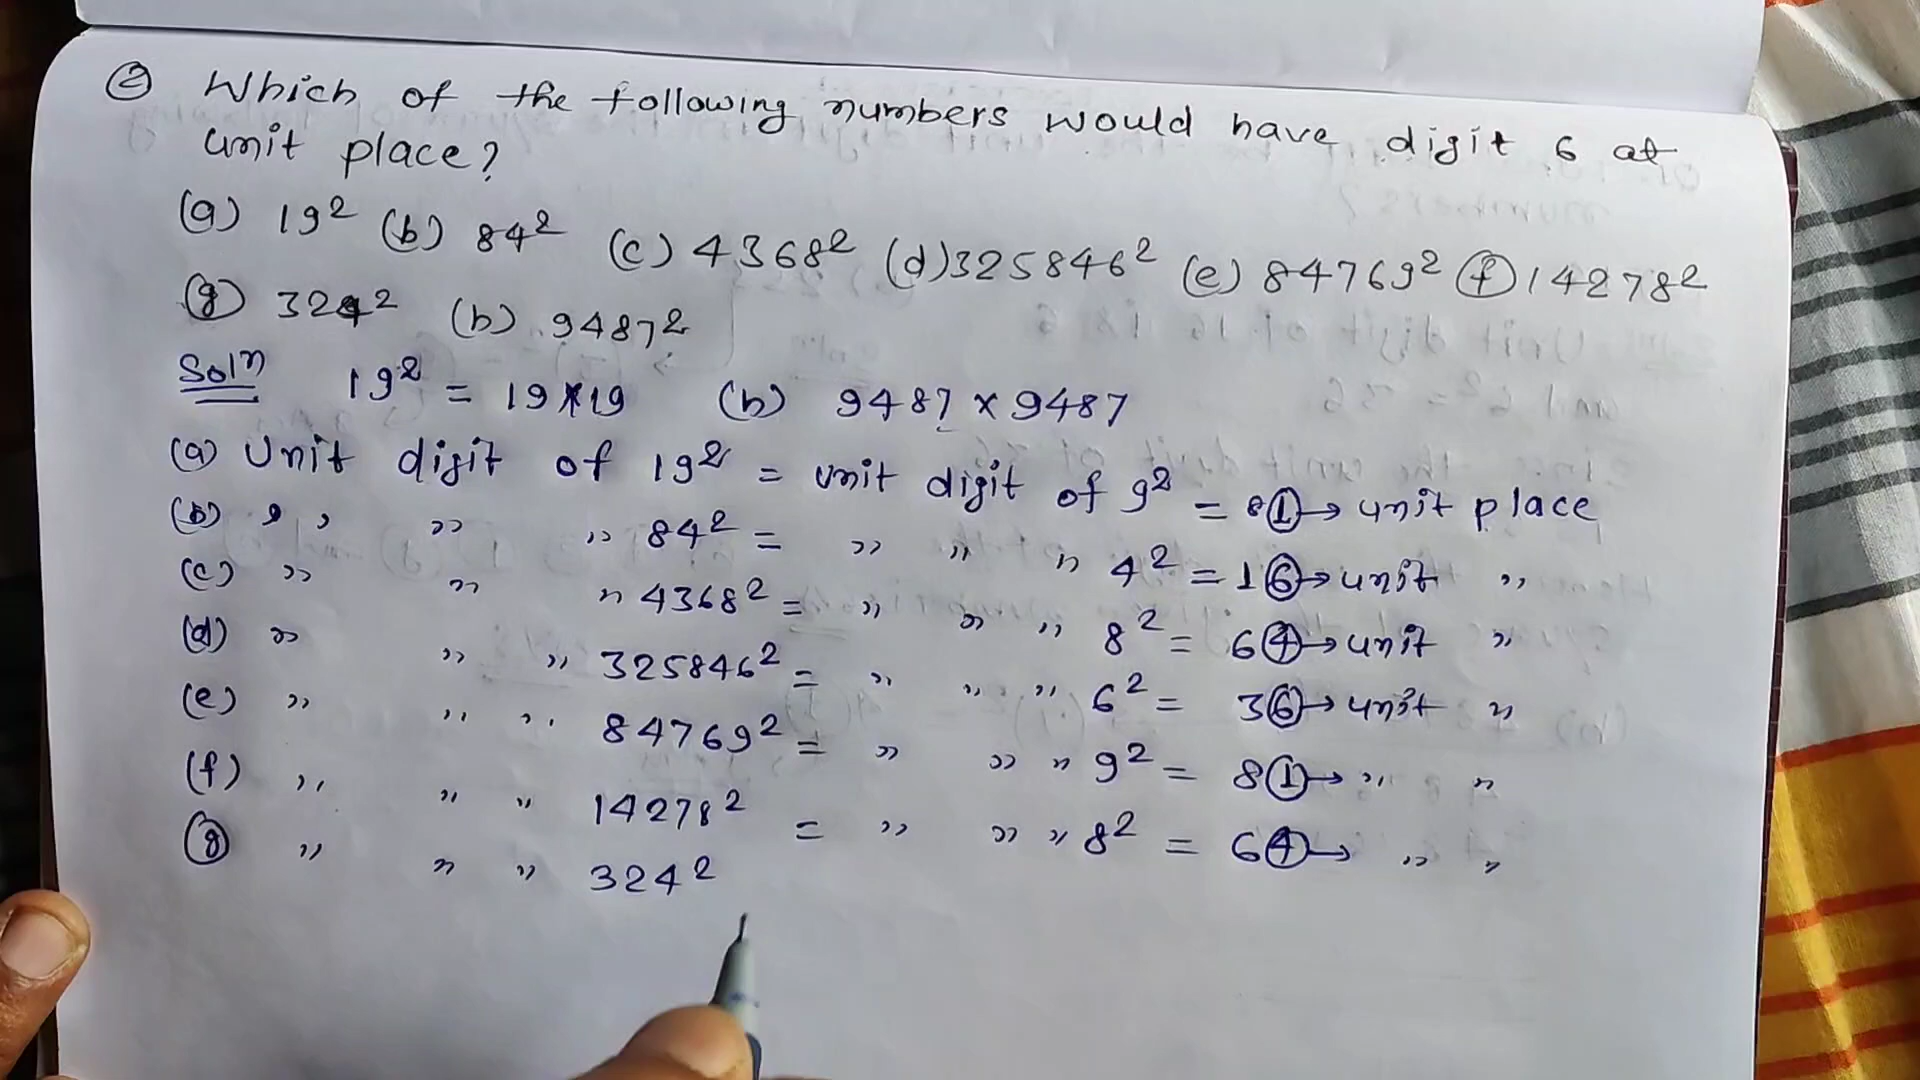 ② Which of the following numbers would have digit 6 at
unit place?
(a) 19² (b) 84² (c) 4368² (d) 325846² (e) 84769² (f) 14278²
(g) 324² (h) 9487²
Solⁿ 19² = 19×19 (h) 9487 × 9487
(a) Unit digit of 19² = unit digit of 9² = 81 → unit place
(b) ,, ,, ,, 84² = ,, ,, ,, 4² = 16 → unit ,,
(c) ,, ,, ,, 4368² = ,, ,, ,, 8² = 64 → unit ,,
(d) ,, ,, ,, 325846² = ,, ,, ,, 6² = 36 → unit ,,
(e) ,, ,, ,, 84769² = ,, ,, ,, 9² = 81 → ,, ,,
(f) ,, ,, ,, 14278² = ,, ,, ,, 8² = 64 → ,, ,,
(g) ,, ,, ,, 324²